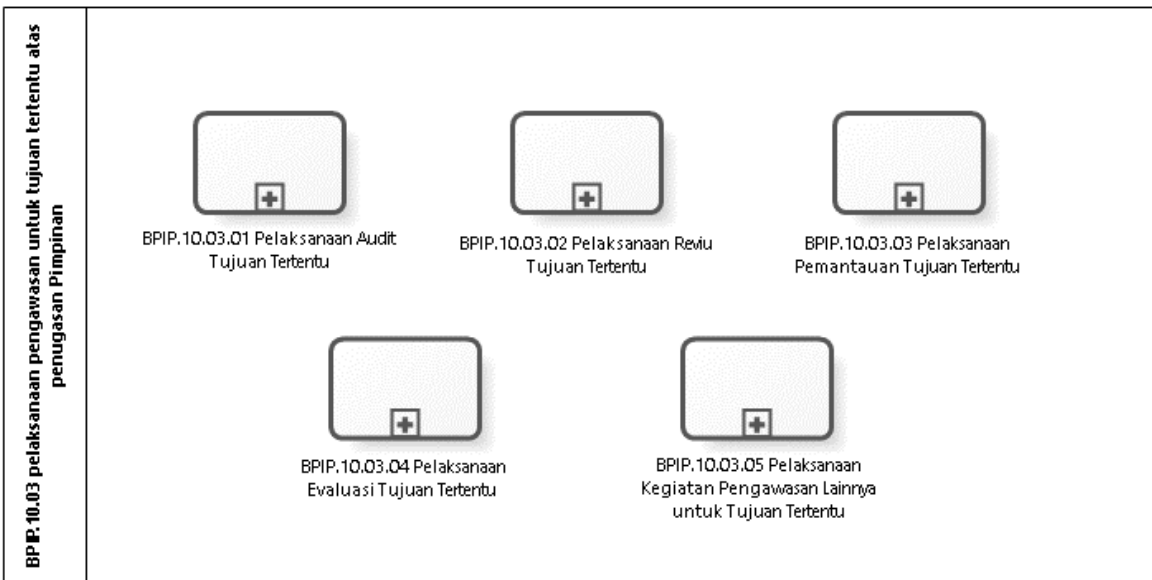 BPIP.10.03 pelaksanaan pengawasan untuk tujuan tertentu atas
penugasan Pimpinan
BPIP.10.03.01 Pelaksanaan Audit
Tujuan Tertentu
BPIP.10.03.02 Pelaksanaan Reviu
Tujuan Tertentu
BPIP.10.03.03 Pelaksanaan
Pemantauan Tujuan Tertentu
BPIP.10.03.04 Pelaksanaan
Evaluasi Tujuan Tertentu
BPIP.10.03.05 Pelaksanaan
Kegiatan Pengawasan Lainnya
untuk Tujuan Tertentu